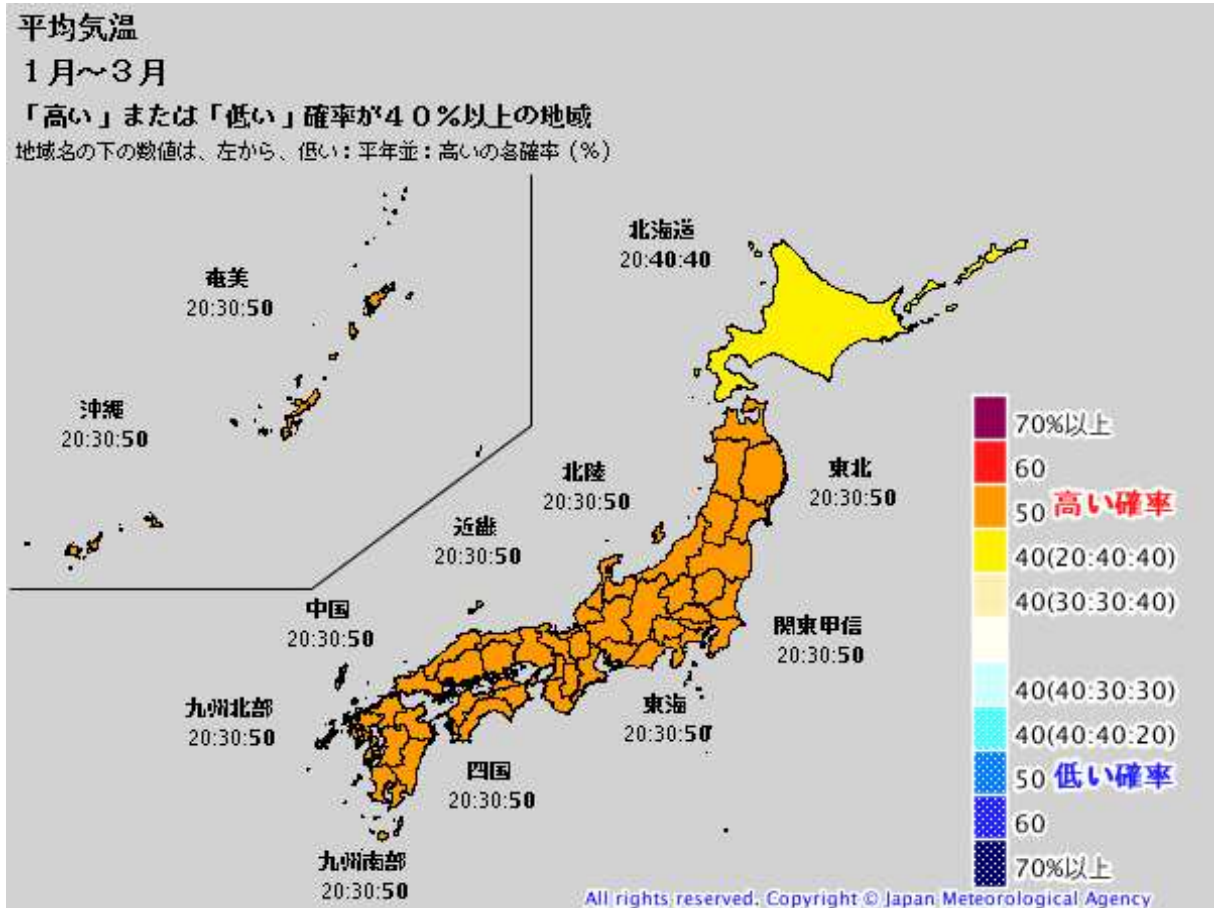 平均気温
１月～３月
「高い」または「低い」確率が４０％以上の地域
地域名の下の数値は、左から、低い：平年並：高いの各確率（％）
北海道
20:40:40
奄美
20:30:50
沖縄
20:30:50
北陸
20:30:50
東北
20:30:50
近畿
20:30:50
中国
20:30:50
関東甲信
20:30:50
九州北部
20:30:50
東海
20:30:50
四国
20:30:50
九州南部
20:30:50
70%以上
60
50 高い確率
40(20:40:40)
40(30:30:40)
40(40:30:30)
40(40:40:20)
50 低い確率
60
70%以上
All rights reserved. Copyright © Japan Meteorological Agency